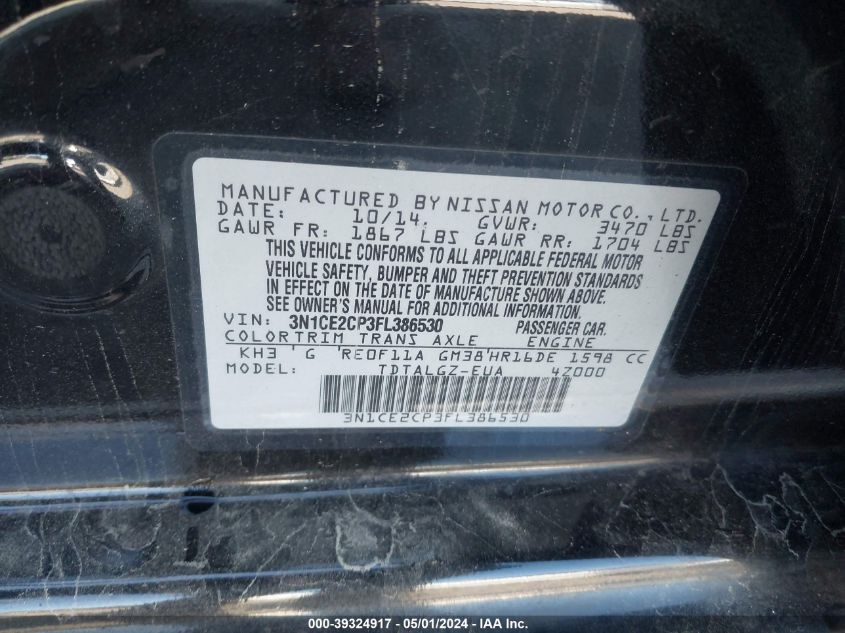 MANUFACTURED BY NISSAN MOTOR CO., LTD.
DATE: 10/14. GVWR: 3470 LBS
GAWR FR: 1867 LBS GAWR RR: 1704 LBS
THIS VEHICLE CONFORMS TO ALL APPLICABLE FEDERAL MOTOR
VEHICLE SAFETY, BUMPER AND THEFT PREVENTION STANDARDS
IN EFFECT ON THE DATE OF MANUFACTURE SHOWN ABOVE.
SEE OWNER'S MANUAL FOR ADDITIONAL INFORMATION.
VIN: 3N1CE2CP3FL386530 PASSENGER CAR.
COLOR TRIM TRANS AXLE ENGINE
KH3 ' G 'RE0F11A GM38'HR16DE 1598 CC
MODEL: TDTALGZ-EUA 4Z000
3N1CE2CP3FL386530
000-39324917 - 05/01/2024 - IAA Inc.